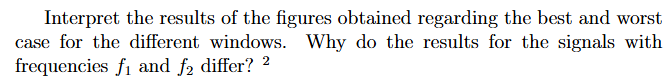 Interpret the results of the figures obtained regarding the best and worst
case for the different windows. Why do the results for the signals with
frequencies f₁ and f₂ differ? ²